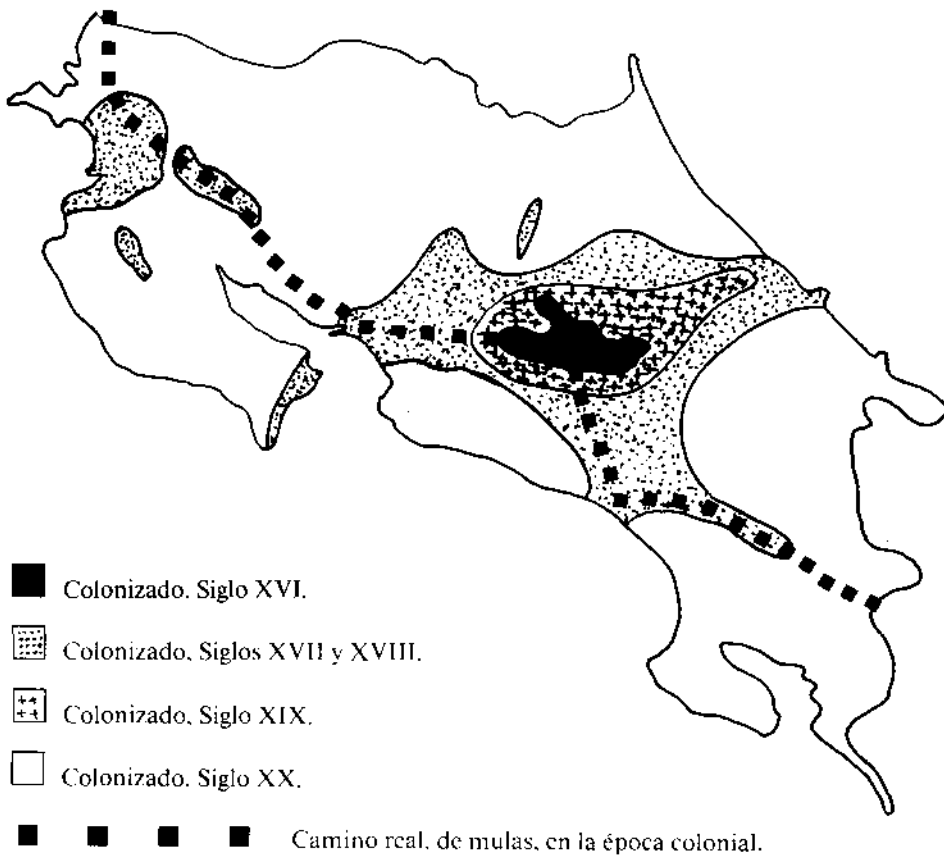 Colonizado. Siglo XVI.
Colonizado, Siglos XVII y XVIII.
Colonizado, Siglo XIX.
Colonizado. Siglo XX.
Camino real, de mulas, en la época colonial.